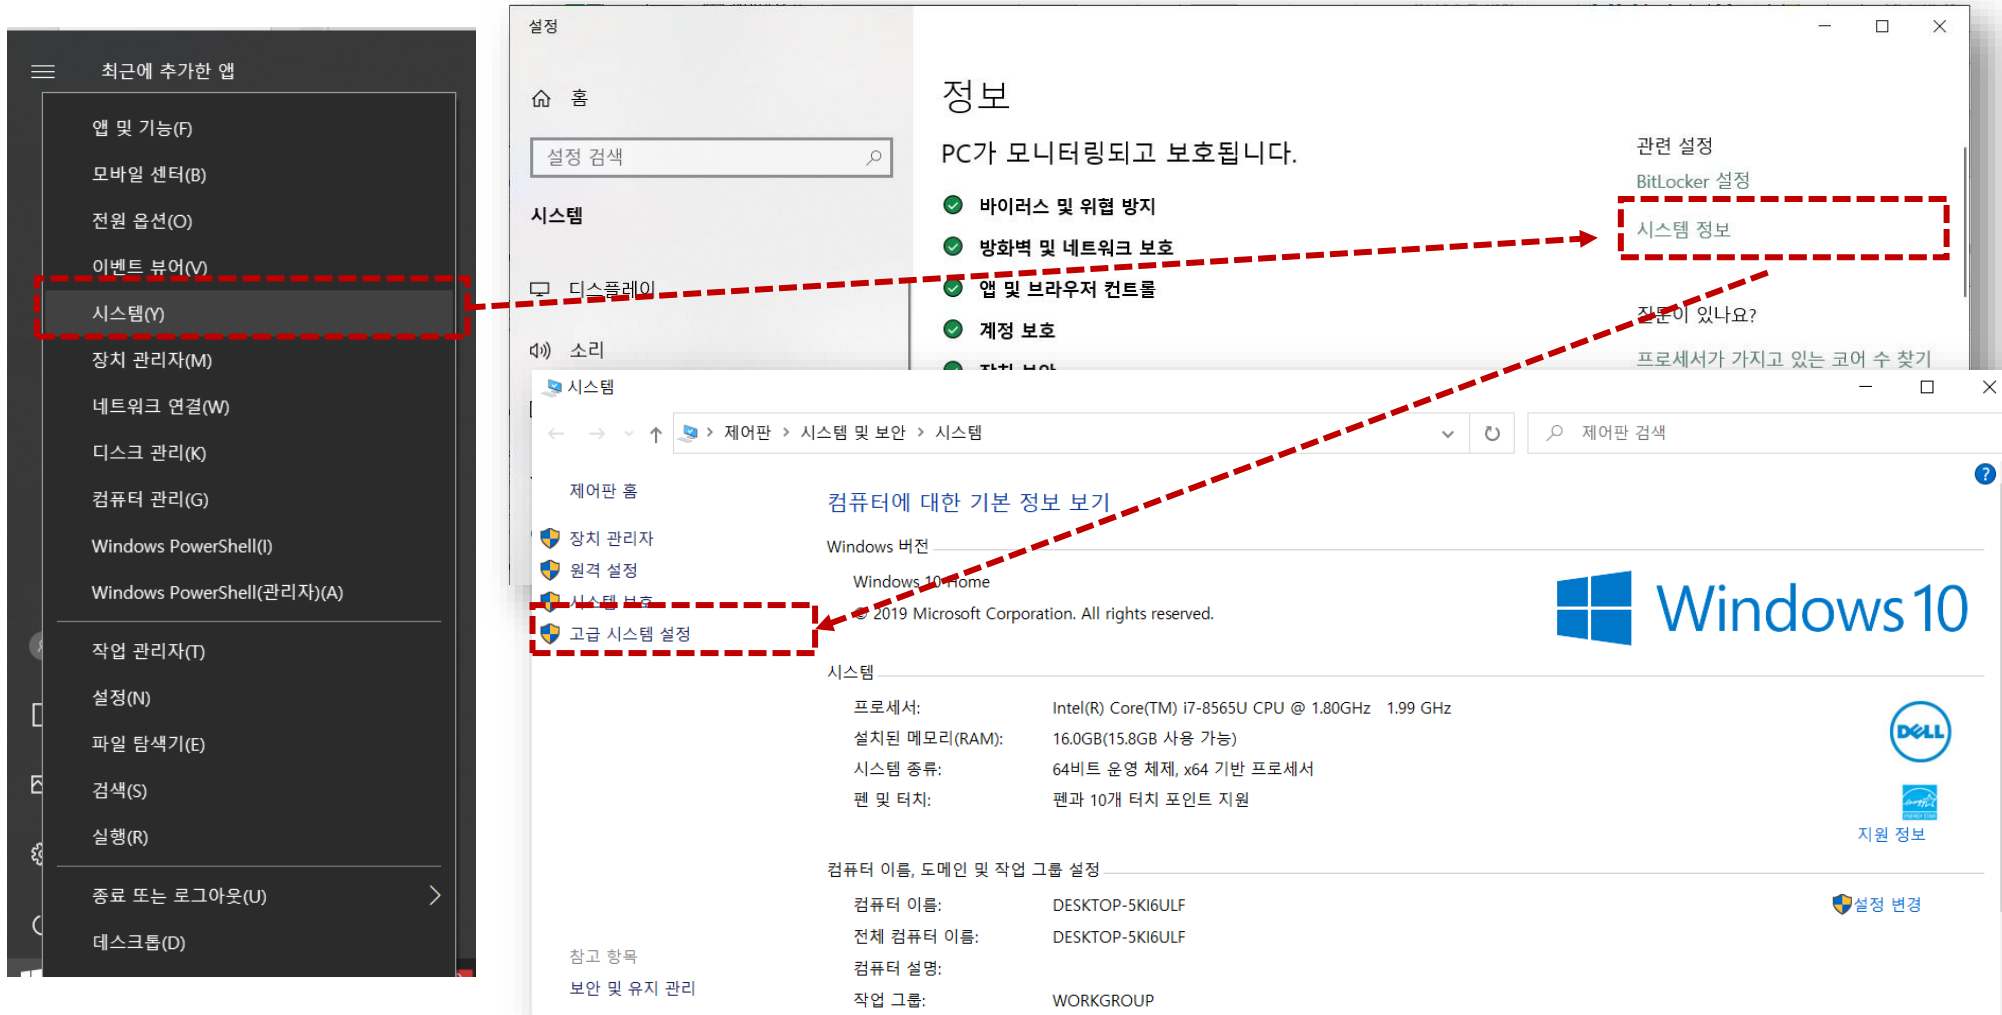 최근에 추가한 앱
앱 및 기능(F)
모바일 센터(B)
전원 옵션(O)
이벤트 뷰어(V)
시스템(Y)
장치 관리자(M)
네트워크 연결(W)
디스크 관리(K)
컴퓨터 관리(G)
Windows PowerShell(I)
Windows PowerShell(관리자)(A)
작업 관리자(T)
설정(N)
파일 탐색기(E)
검색(S)
실행(R)
종료 또는 로그아웃(U)
데스크톱(D)
설정
홈
설정 검색
시스템
디스플레이
소리
정보
PC가 모니터링되고 보호됩니다.
바이러스 및 위협 방지
방화벽 및 네트워크 보호
앱 및 브라우저 컨트롤
계정 보호
장치 보안
관련 설정
BitLocker 설정
시스템 정보
질문이 있나요?
프로세서가 가지고 있는 코어 수 찾기
시스템
제어판 > 시스템 및 보안 > 시스템
제어판 검색
제어판 홈
장치 관리자
원격 설정
시스템 보호
고급 시스템 설정
참고 항목
보안 및 유지 관리
컴퓨터에 대한 기본 정보 보기
Windows 버전
Windows 10 Home
© 2019 Microsoft Corporation. All rights reserved.
Windows 10
시스템
프로세서: Intel(R) Core(TM) i7-8565U CPU @ 1.80GHz 1.99 GHz
설치된 메모리(RAM): 16.0GB(15.8GB 사용 가능)
시스템 종류: 64비트 운영 체제, x64 기반 프로세서
펜 및 터치: 펜과 10개 터치 포인트 지원
DELL
지원 정보
컴퓨터 이름, 도메인 및 작업 그룹 설정
컴퓨터 이름: DESKTOP-5KI6ULF
설정 변경
전체 컴퓨터 이름: DESKTOP-5KI6ULF
컴퓨터 설명:
작업 그룹: WORKGROUP